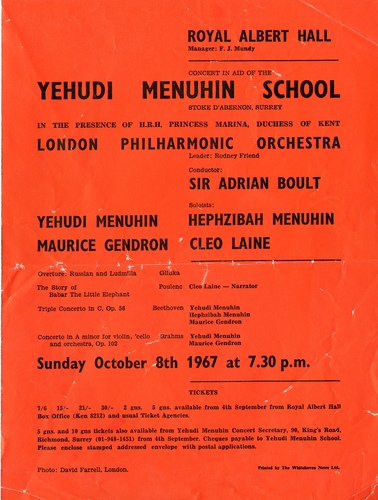 ROYAL ALBERT HALL
Manager: F. J. Mundy
CONCERT IN AID OF THE
YEHUDI MENUHIN SCHOOL
STOKE D'ABERNON, SURREY
IN THE PRESENCE OF H.R.H. PRINCESS MARINA, DUCHESS OF KENT
LONDON PHILHARMONIC ORCHESTRA
Leader: Rodney Friend
Conductor:
SIR ADRIAN BOULT
Soloists:
YEHUDI MENUHIN HEPHZIBAH MENUHIN
MAURICE GENDRON CLEO LAINE
Overture: Russlan and Ludmilla Glinka
The Story of Poulenc Cleo Laine — Narrator
Babar The Little Elephant
Triple Concerto in C, Op. 56 Beethoven Yehudi Menuhin
Hephzibah Menuhin
Maurice Gendron
Concerto in A minor for violin, 'cello Brahms Yehudi Menuhin
and orchestra, Op. 102 Maurice Gendron
Sunday October 8th 1967 at 7.30 p.m.
TICKETS
7/6 15/- 21/- 30/- 2 gns. 3 gns. available from 4th September from Royal Albert Hall
Box Office (Ken 8212) and usual Ticket Agencies.
5 gns. and 10 gns tickets also available from Yehudi Menuhin Concert Secretary, 90, King's Road,
Richmond, Surrey (01-948-1451) from 4th September. Cheques payable to Yehudi Menuhin School.
Please enclose stamped addressed envelope with postal applications.
Photo: David Farrell, London.
Printed by The Whitehaven News Ltd.